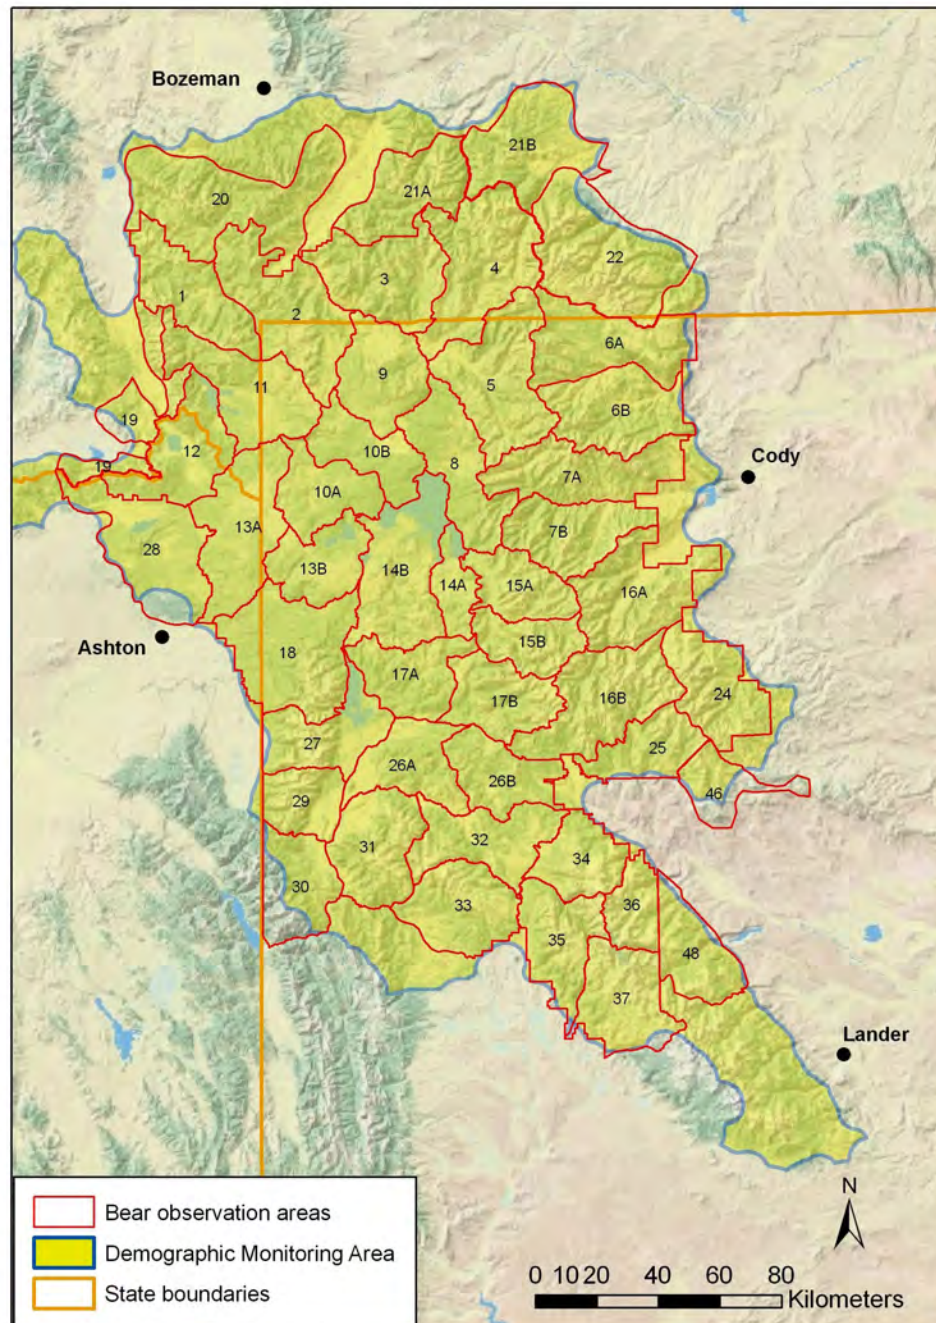 Bozeman
21B
20
21A
22
3
4
1
2
6A
9
5
11
6B
19
12
10B
8
Cody
19
7A
10A
13A
7B
28
13B
14B
14A
15A
16A
Ashton
15B
18
17A
17B
16B
24
27
25
26A
26B
46
29
32
31
34
30
33
36
35
48
37
Lander
N
Bear observation areas
Demographic Monitoring Area
State boundaries
0 10 20 40 60 80
Kilometers